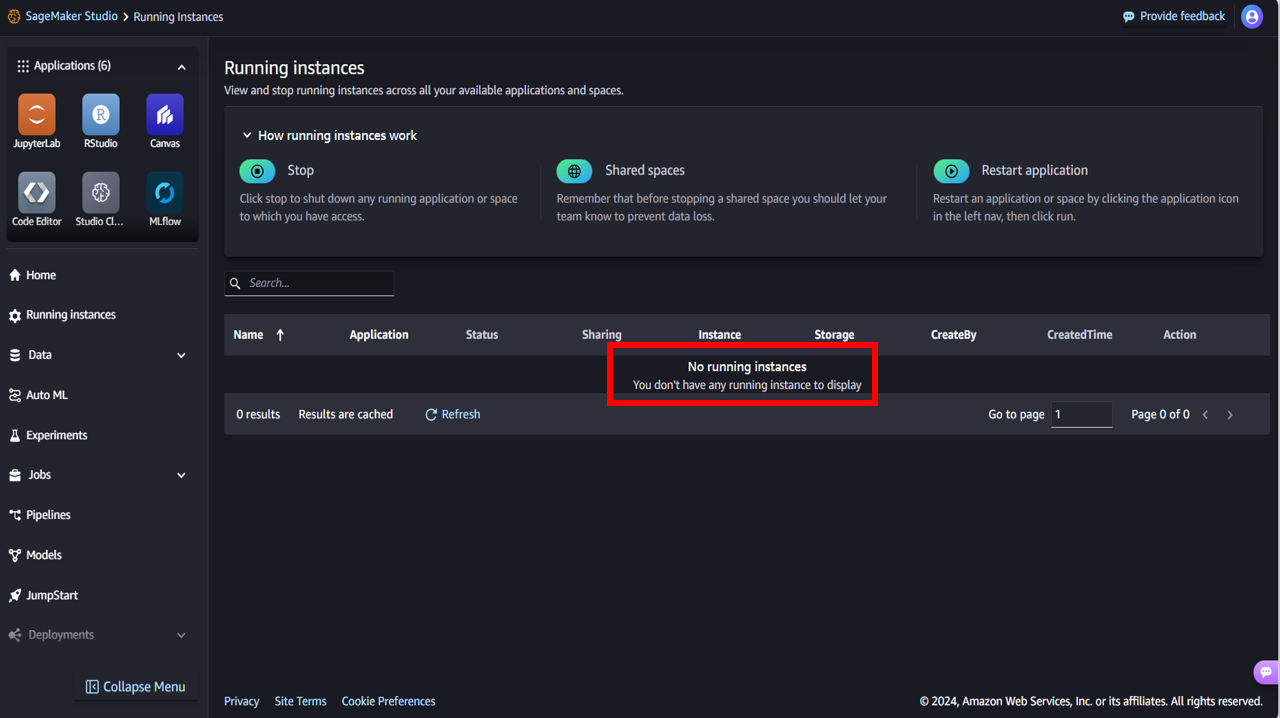 SageMaker Studio > Running Instances
Provide feedback
Applications (6)
JupyterLab
RStudio
Canvas
Code Editor
Studio Cl...
MLflow
Home
Running instances
Data
Auto ML
Experiments
Jobs
Pipelines
Models
JumpStart
Deployments
Collapse Menu
Running instances
View and stop running instances across all your available applications and spaces.
How running instances work
Stop
Click stop to shut down any running application or space
to which you have access.
Shared spaces
Remember that before stopping a shared space you should let your
team know to prevent data loss.
Restart application
Restart an application or space by clicking the application icon
in the left nav, then click run.
Search...
Name Application Status Sharing Instance Storage CreateBy CreatedTime Action
No running instances
You don't have any running instance to display
0 results Results are cached Refresh Go to page 1 Page 0 of 0
Privacy Site Terms Cookie Preferences © 2024, Amazon Web Services, Inc. or its affiliates. All rights reserved.